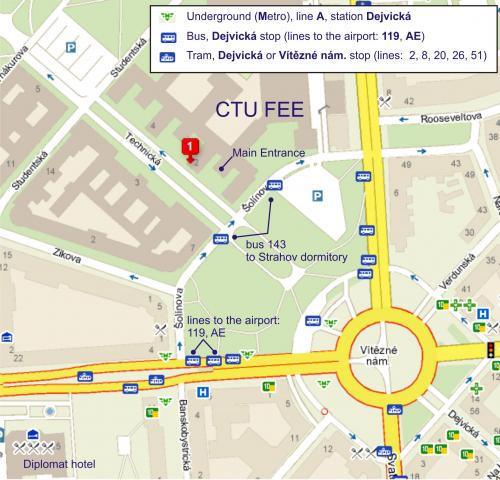 Underground (Metro), line A, station Dejvická
Bus, Dejvická stop (lines to the airport: 119, AE)
Tram, Dejvická or Vítězné nám. stop (lines: 2, 8, 20, 26, 51)
Studentská
CTU FEE
Rooseveltova
Technická
1
Main Entrance
Studentská
Šolínova
bus 143
to Strahov dormitory
Zikova
Verdunská
Šolínova
lines to the airport:
119, AE
Vítězné
nám.
Banskobystrická
Dejvická
Diplomat hotel